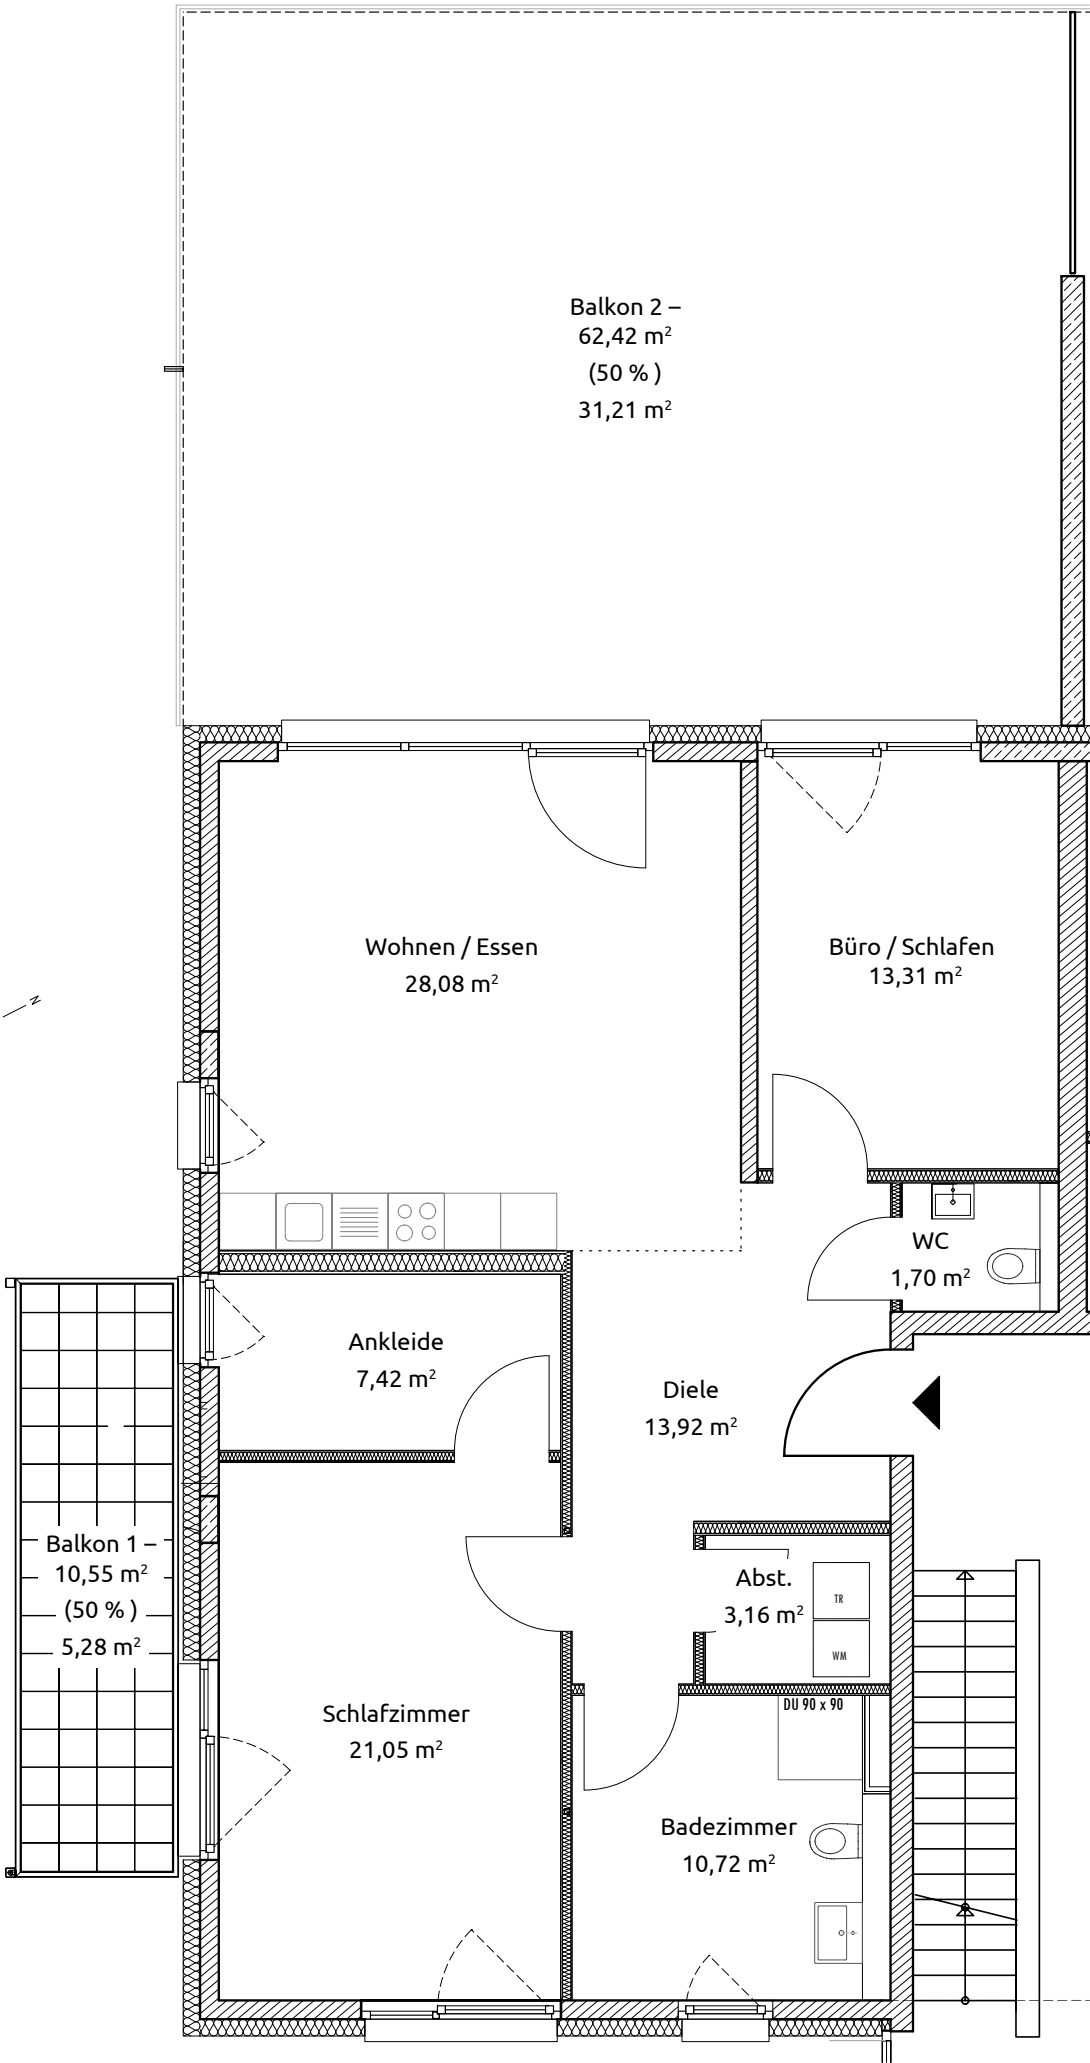 Balkon 2 –
62,42 m²
(50 % )
31,21 m²
Wohnen / Essen
28,08 m²
Büro / Schlafen
13,31 m²
N
WC
1,70 m²
Ankleide
7,42 m²
Diele
13,92 m²
Balkon 1 –
10,55 m²
(50 % )
5,28 m²
Abst.
3,16 m²
TR
WM
Schlafzimmer
21,05 m²
DU 90 x 90
Badezimmer
10,72 m²